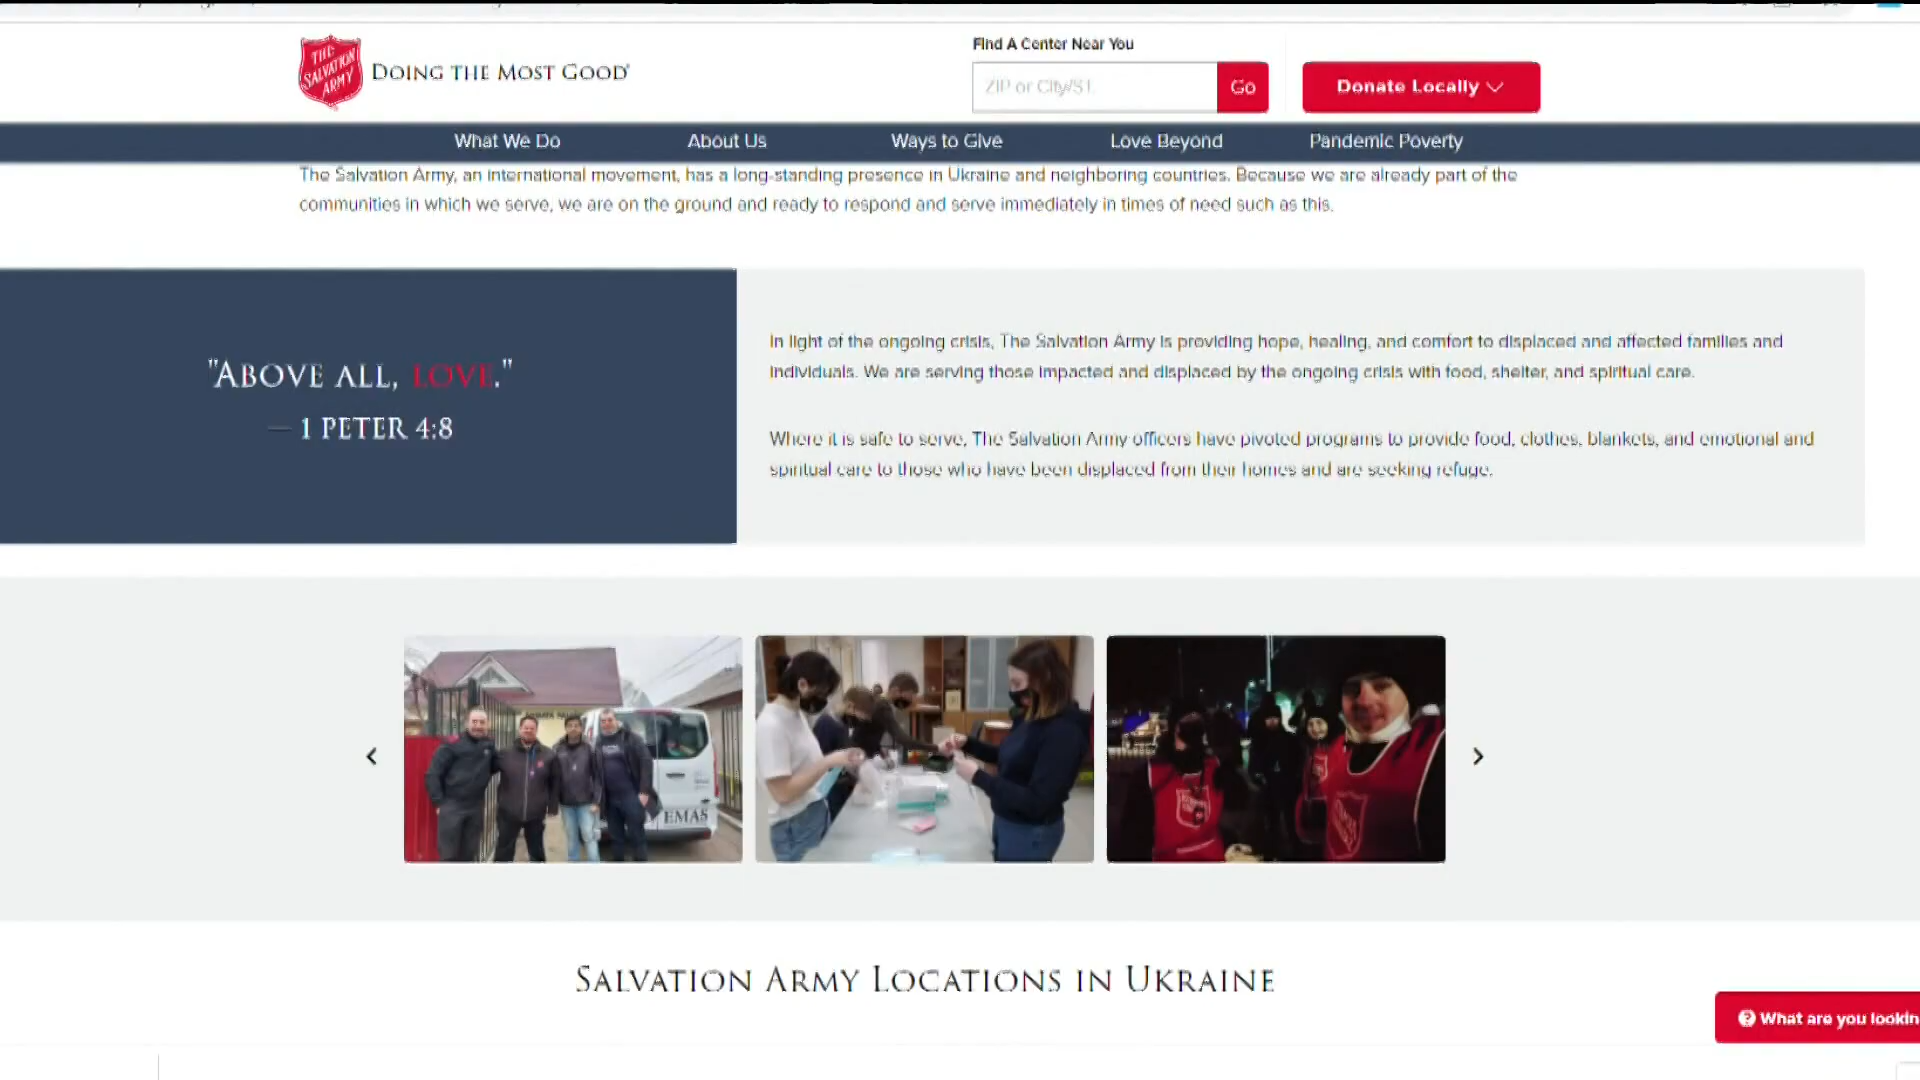 THE SALVATION ARMY
DOING THE MOST GOOD®
Find A Center Near You
ZIP or City/ST
Go
Donate Locally
What We Do
About Us
Ways to Give
Love Beyond
Pandemic Poverty
The Salvation Army, an international movement, has a long-standing presence in Ukraine and neighboring countries. Because we are already part of the
communities in which we serve, we are on the ground and ready to respond and serve immediately in times of need such as this.
"ABOVE ALL, LOVE."
— 1 PETER 4:8
In light of the ongoing crisis, The Salvation Army is providing hope, healing, and comfort to displaced and affected families and
individuals. We are serving those impacted and displaced by the ongoing crisis with food, shelter, and spiritual care.
Where it is safe to serve, The Salvation Army officers have pivoted programs to provide food, clothes, blankets, and emotional and
spiritual care to those who have been displaced from their homes and are seeking refuge.
EMAS
SALVATION ARMY LOCATIONS IN UKRAINE
What are you lookin